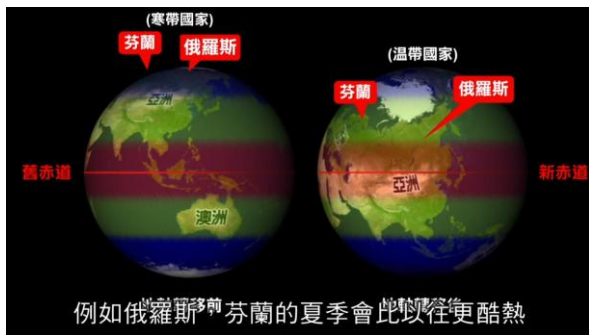 (寒帶國家)
芬蘭
俄羅斯
(溫帶國家)
芬蘭
俄羅斯
亞洲
舊赤道
新赤道
亞洲
澳洲
例如俄羅斯，芬蘭的夏季會比以往更酷熱